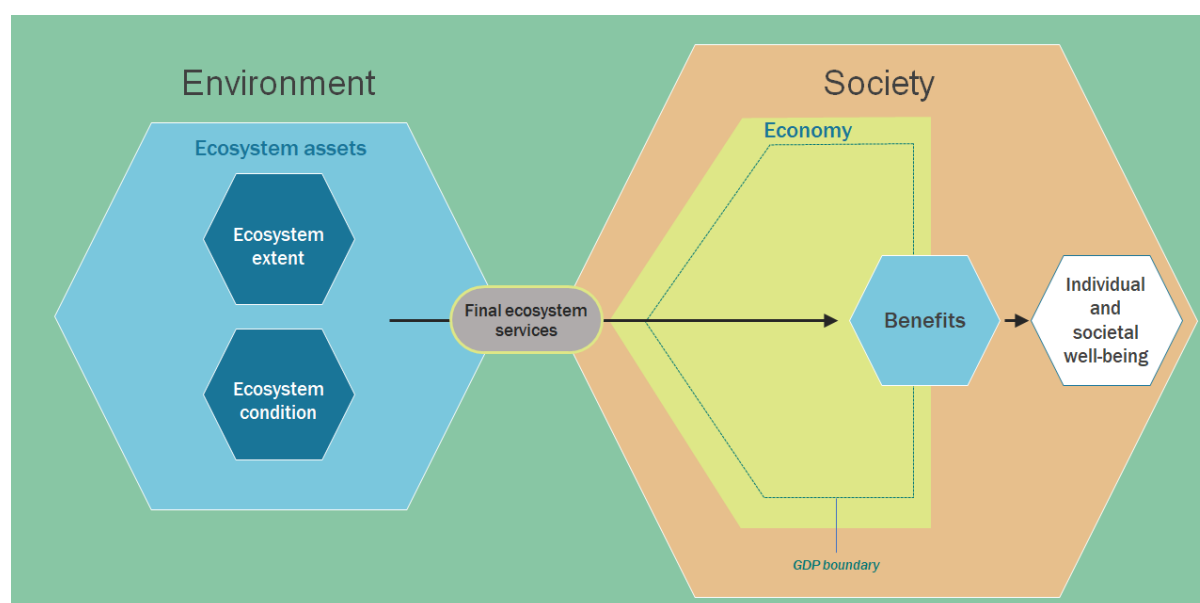 Environment
Ecosystem assets
Ecosystem
extent
Ecosystem
condition
Final ecosystem
services
Society
Economy
Benefits
Individual
and
societal
well-being
GDP boundary